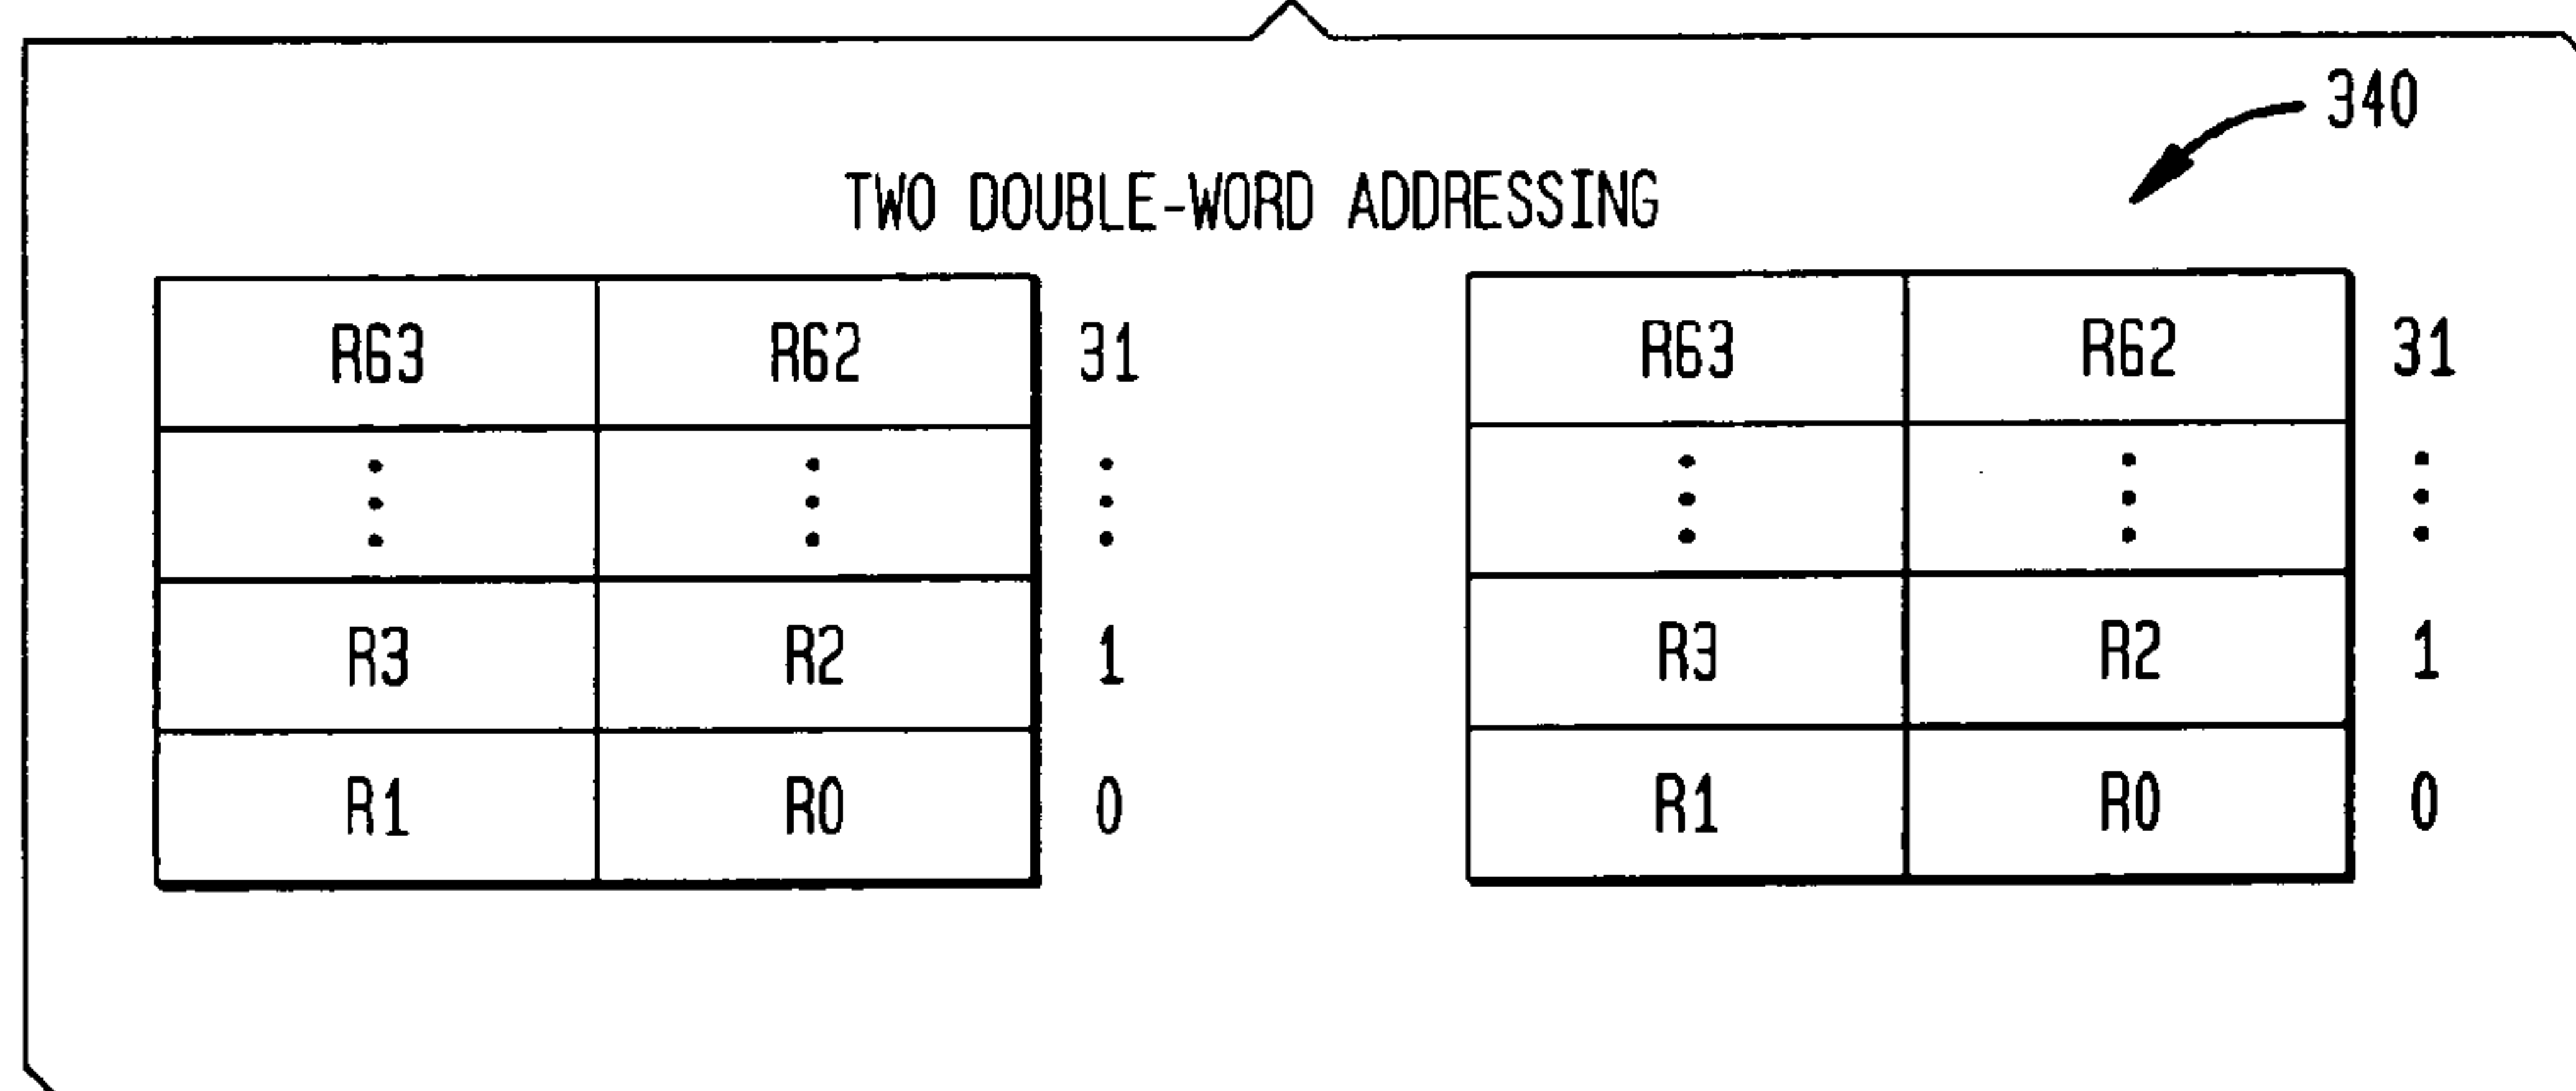 340
TWO DOUBLE-WORD ADDRESSING
R63 R62 31 R63 R62 31
R3 R2 1 R3 R2 1
R1 R0 0 R1 R0 0